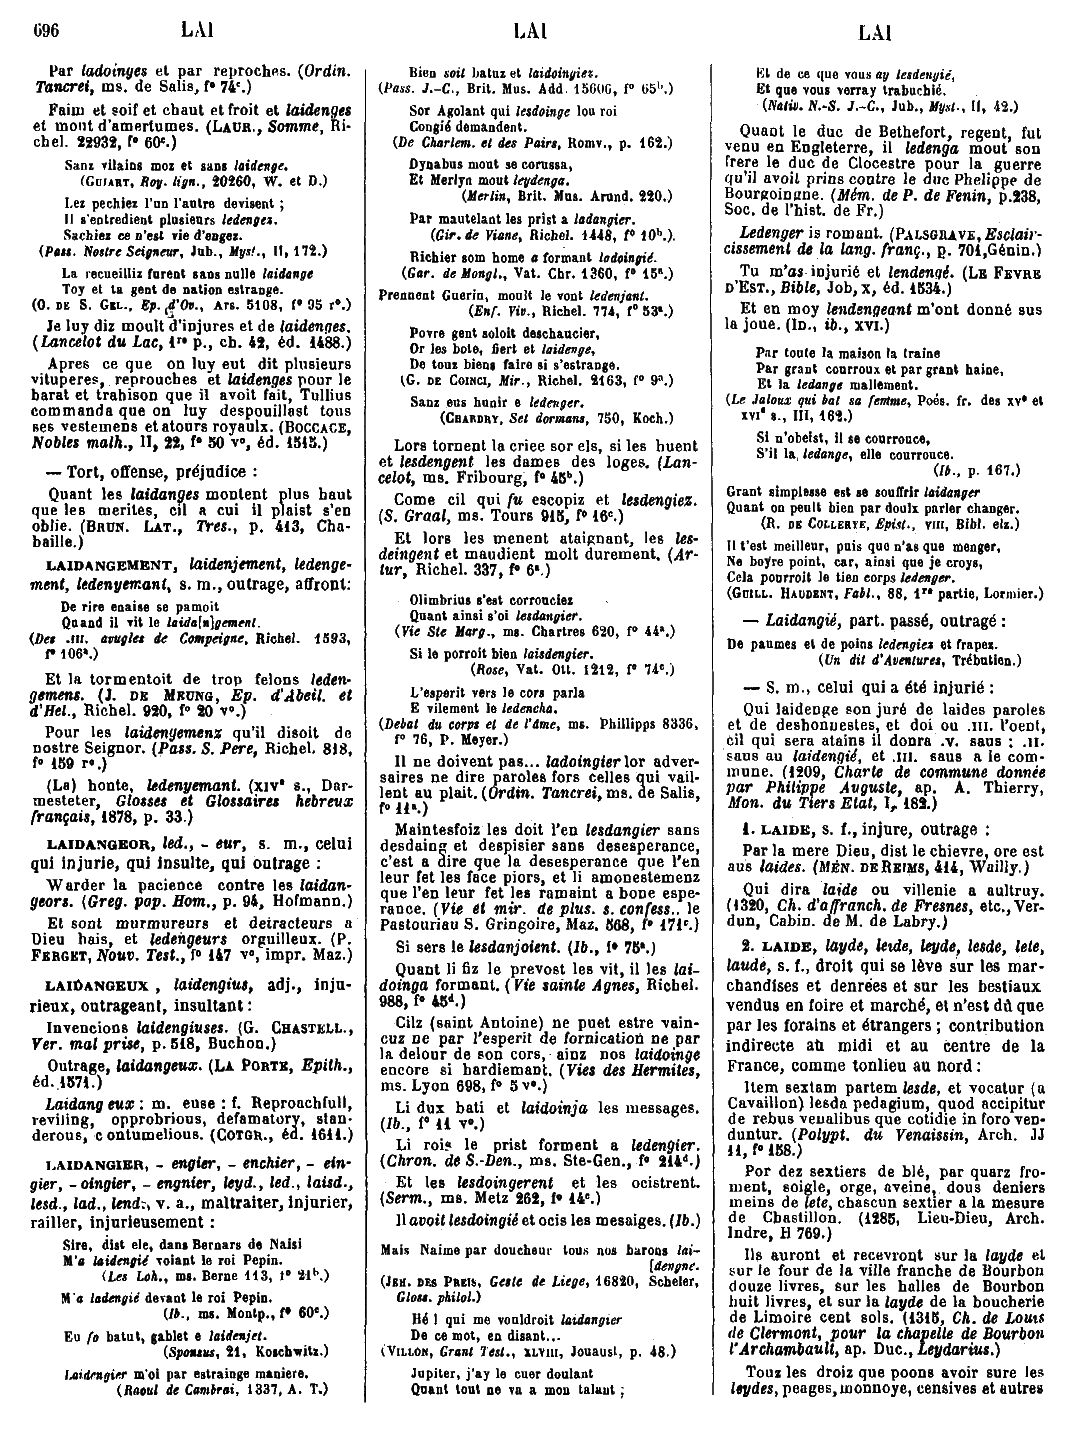 696
LAI
LAI
LAI
Par ladoinges et par reproches. (Ordin.
Tancrei, ms. de Salis, f° 74c.)
Faim et soif et chaut et froit et laidenges
et mont d'amertumes. (LAUR., Somme, Ri-
chel. 22932, f° 60c.)
Sanz vilains moz et sans laidenge.
(GUIART, Roy. lign., 20260, W. et D.)
Lez pechiez l'un l'autre devisent ;
Il s'entredient plusieurs ledengez.
Sachiez ce n'est vie d'angez.
(Pass. Nostre Seigneur, Jub., Myst., II, 172.)
La recueilliz furent sans nulle laidange
Toy et ta gent de nation estrange.
(O. DE S. GEL., Ep. d'Ov., Ars. 5108, f° 95 r°.)
Je luy diz moult d'injures et de laidenges.
(Lancelot du Lac, 1re p., ch. 42, éd. 1488.)
Apres ce que on luy eut dit plusieurs
vituperes, reprouches et laidenges pour le
barat et trahison que il avoit fait, Tullius
commanda que on luy despouillast tous
ses vestemens et atours royaulx. (BOCCACE,
Nobles malh., II, 22, f° 50 v°, éd. 1515.)
— Tort, offense, préjudice :
Quant les laidanges montent plus haut
que les merites, cil a cui il plaist s'en
oblie. (BRUN. LAT., Tres., p. 413, Cha-
baille.)
LAIDANGEMENT, laidenjement, ledenge-
ment, ledenyemant, s. m., outrage, affront:
De rire enaise se pamoit
Quand il vit le laida[n]gement.
(Des .III. avugles de Compeigne, Richel. 1593,
f° 106a.)
Et la tormentoit de trop felons leden-
gemens. (J. DE MEUNG, Ep. d'Abeil. et
d'Hel., Richel. 920, f° 20 v°.)
Pour les laidenyemenz qu'il disoit de
nostre Seignor. (Pass. S. Pere, Richel. 818,
f° 159 r°.)
(La) honte, ledenyemant. (XIVe s., Dar-
mesteter, Glosses et Glossaires hebreux
français, 1878, p. 33.)
LAIDANGEOR, led., - eur, s. m., celui
qui injurie, qui insulte, qui outrage :
Warder la pacience contre les laidan-
geors. (Greg. pap. Hom., p. 94, Hofmann.)
Et sont murmureurs et detracteurs a
Dieu hais, et ledengeurs orguilleux. (P.
FERGET, Nouv. Test., f° 147 v°, impr. Maz.)
LAIDANGEUX, laidengius, adj., inju-
rieux, outrageant, insultant :
Invencions laidengiuses. (G. CHASTELL.,
Ver. mal prise, p. 518, Buchon.)
Outrage, laidangeux. (LA PORTE, Epith.,
éd. 1571.)
Laidang eux : m. euse : f. Reproachfull,
reviling, opprobrious, defamatory, slan-
derous, contumelious. (COTGR., éd. 1611.)
LAIDANGIER, - engier, - enchier, - ein-
gier, - oingier, - engnier, leyd., led., laisd.,
lesd., lad., lend., v. a., maltraiter, injurier,
railler, injurieusement :
Sire, dist ele, dans Bernars de Naisi
M'a laidengié voiant le roi Pepin.
(Les Loh., ms. Berne 113, f° 21b.)
M'a ladengié devant le roi Pepin.
(Ib., ms. Montp., f° 60c.)
Eu fo batut, gablet e laidenjet.
(Sponsus, 21, Koschwitz.)
Laidengier m'ol par estrange maniere.
(Raoul de Cambrai, 1337, A. T.)
Bien soit batuz et laidoingiez.
(Pass. J.-C., Brit. Mus. Add. 15606, f° 65b.)
Sor Agolant qui lesdoinge lou roi
Congié demandent.
(De Charlem. et des Pairs, Romv., p. 162.)
Dynabus mout se corussa,
Et Merlyn mout leydenga.
(Merlin, Brit. Mus. Arund. 220.)
Par mautelant les prist a ladangier.
(Gir. de Viane, Richel. 1448, f° 10b.).
Richier som home a formant ladoingié.
(Gar. de Mongl., Vat. Chr. 1360, f° 15a.)
Prennent Guerin, moult le vont ledenjant.
(Enf. Viv., Richel. 774, f° 53a.)
Povre gent soloit deschaucier,
Or les bote, fiert et laidenge,
De touz biens faire si s'estrange.
(G. DE COINCI, Mir., Richel. 2163, f° 9a.)
Sanz eus hunir e ledenger.
(CHARDRY, Set dormans, 750, Koch.)
Lors tornent la criee sor els, si les huent
et lesdengent les dames des loges. (Lan-
celot, ms. Fribourg, f° 45b.)
Come cil qui fu escopiz et lesdengiez.
(S. Graal, ms. Tours 915, f° 16c.)
Et lors les menent ataignant, les les-
deingent et maudient molt durement. (Ar-
tur, Richel. 337, f° 6a.)
Olimbrius s'est corrouciez
Quant ainsi s'oi lesdangier.
(Vie Ste Marg., ms. Chartres 620, f° 44a.)
Si le porroit bien laisdengier.
(Rose, Vat. Ott. 1212, f° 74c.)
L'esperit vers le cors parla
E vilement le ledencha.
(Debat du corps et de l'âme, ms. Phillipps 8336,
f° 76, P. Meyer.)
Il ne doivent pas... ladoingier lor adver-
saires ne dire paroles fors celles qui vail-
lent au plait. (Ordin. Tancrei, ms. de Salis,
f° 11a.)
Maintesfoiz les doit l'en lesdangier sans
desdaing et despisier sans desesperance,
c'est a dire que la desesperance que l'en
leur fet les face piors, et li amonestemenz
que l'en leur fet les ramaint a bone espe-
rance. (Vie et mir. de plus. s. confess., le
Pastouriau S. Gringoire, Maz. 568, f° 171c.)
Si sers le lesdanjoient. (Ib., f° 75a.)
Quant li fiz le prevost les vit, il les lai-
doinga formant. (Vie sainte Agnes, Richel.
988, f° 45d.)
Cilz (saint Antoine) ne puet estre vain-
cuz ne par l'esperit de fornication ne par
la delour de son cors, ainz nos laidoinge
encore si hardiemant. (Vies des Hermites,
ms. Lyon 698, f° 5 v°.)
Li dux bati et laidoinja les messages.
(Ib., f° 11 v°.)
Li rois le prist forment a ledengier.
(Chron. de S.-Den., ms. Ste-Gen., f° 214d.)
Et les lesdoingerent et les ocistrent.
(Serm., ms. Metz 262, f° 14c.)
Il avoit lesdoingié et ocis les mesaiges. (Ib.)
Mais Naime par doucheur tous nos barons lai-
[dengne.
(JEH. DES PREIS, Geste de Liege, 16820, Scheler,
Gloss. philol.)
Hé ! qui me vouldroit laidangier
De ce mot, en disant...
(VILLON, Grant Test., XLVIII, Jouaust, p. 48.)
Jupiter, j'ay le cuer doulant
Quant tout ne va a mon talant ;
Et de ce que vous ay lesdengié,
Et que vous verray trabuchié.
(Nativ. N.-S. J.-C., Jub., Myst., II, 42.)
Quant le duc de Bethefort, regent, fut
venu en Engleterre, il ledenga mout son
frere le duc de Clocestre pour la guerre
qu'il avoit prins contre le duc Phelippe de
Bourgoingne. (Mém. de P. de Fenin, p.238,
Soc. de l'hist. de Fr.)
Ledenger is romant. (PALSGRAVE, Esclair-
cissement de la lang. franç., p. 701, Génin.)
Tu m'as injurié et lendengé. (LE FEVRE
D'EST., Bible, Job, X, éd. 1534.)
Et en moy lendengeant m'ont donné sus
la joue. (ID., ib., XVI.)
Par toute la maison la traine
Par grant courroux et par grant haine,
Et la ledange mallement.
(Le Jaloux qui bat sa femme, Poés. fr. des XVe et
XVIe s., III, 162.)
Si n'obeïst, il se courrouce,
S'il la ledange, elle courrouce.
(Ib., p. 167.)
Grant simplesse est se souffrir laidanger
Quant on peult bien par doulx parler changer.
(R. DE COLLERYE, Epist., VIII, Bibl. elz.)
Il t'est meilleur, puis que n'as que menger,
Ne boyre point, car, ainsi que je croys,
Cela pourroit le tien corps ledenger.
(GUILL. HAUDENT, Fabl., 88, 1re partie, Lormier.)
— Laidangié, part. passé, outragé :
De paumes et de poins ledengiez et frapez.
(Un dit d'Aventures, Trébutien.)
— S. m., celui qui a été injurié :
Qui laidenge son juré de laides paroles
et de deshonnestes, et doi ou .III. l'oent,
cil qui sera atains il donra .V. saus : .II.
saus au laidengié, et .III. saus a le com-
mune. (1209, Charte de commune donnée
par Philippe Auguste, ap. A. Thierry,
Mon. du Tiers Etat, I, 182.)
1. LAIDE, s. f., injure, outrage :
Par la mere Dieu, dist le chievre, ore est
aus laides. (MÉN. DE REIMS, 414, Wailly.)
Qui dira laide ou villenie a aultruy.
(1320, Ch. d'affranch. de Fresnes, etc., Ver-
dun, Cabin. de M. de Labry.)
2. LAIDE, layde, leide, leyde, lesde, lete,
laude, s. f., droit qui se lève sur les mar-
chandises et denrées et sur les bestiaux
vendus en foire et marché, et n'est dû que
par les forains et étrangers ; contribution
indirecte au midi et au centre de la
France, comme tonlieu au nord :
Item sextam partem lesde, et vocatur (a
Cavaillon) lesda pedagium, quod accipitur
de rebus venalibus que cotidie in foro ven-
duntur. (Polypt. du Venaissin, Arch. JJ
11, f° 158.)
Por dez sextiers de blé, par quarz fro-
ment, soigle, orge, aveine, dous deniers
meins de lete, chascun sextier a la mesure
de Chastillon. (1285, Lieu-Dieu, Arch.
Indre, H 769.)
Ils auront et recevront sur la layde et
sur le four de la ville franche de Bourbon
douze livres, sur les halles de Bourbon
huit livres, et sur la layde de la boucherie
de Limoire cent sols. (1315, Ch. de Louis
de Clermont, pour la chapelle de Bourbon
l'Archambault, ap. Duc., Leydarius.)
Touz les droiz que poons avoir sure les
leydes, peages, monnoye, censives et autres